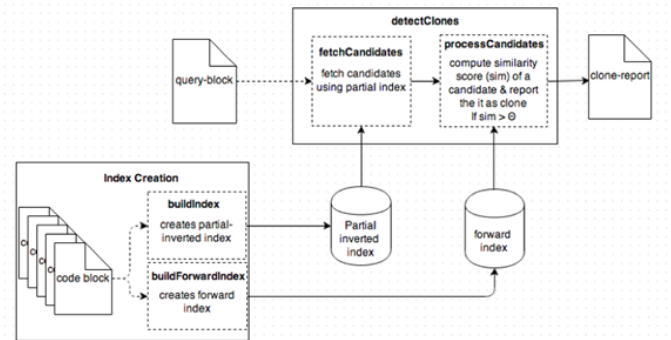 detectClones
fetchCandidates
fetch candidates
using partial index
processCandidates
compute similarity
score (sim) of a
candidate & report
the it as clone
If sim > Θ
query-block
clone-report
Index Creation
buildIndex
creates partial-
inverted index
buildForwardIndex
creates forward
index
code block
Partial
inverted
index
forward
index